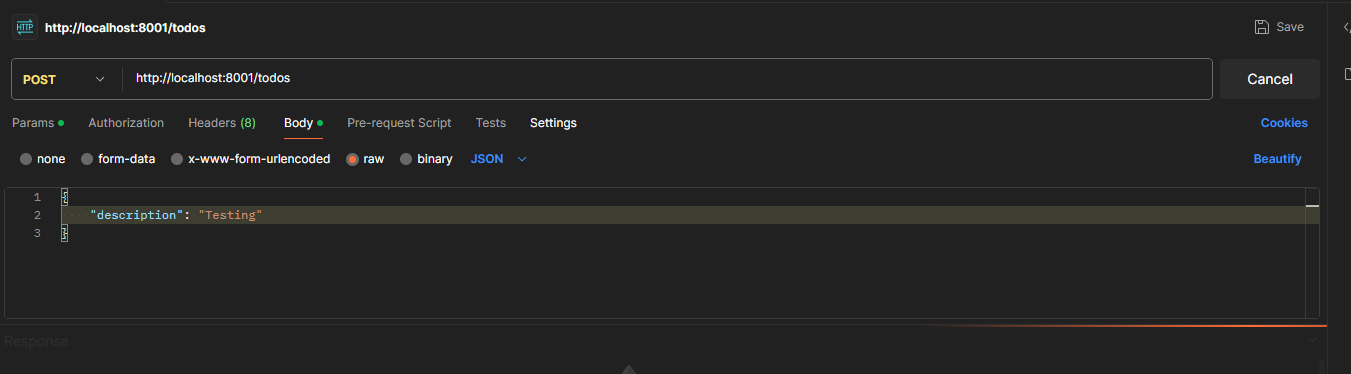 HTTP http://localhost:8001/todos Save
POST http://localhost:8001/todos Cancel
Params Authorization Headers (8) Body Pre-request Script Tests Settings Cookies
none form-data x-www-form-urlencoded raw binary JSON Beautify
1 {
2 "description": "Testing"
3 }
Response